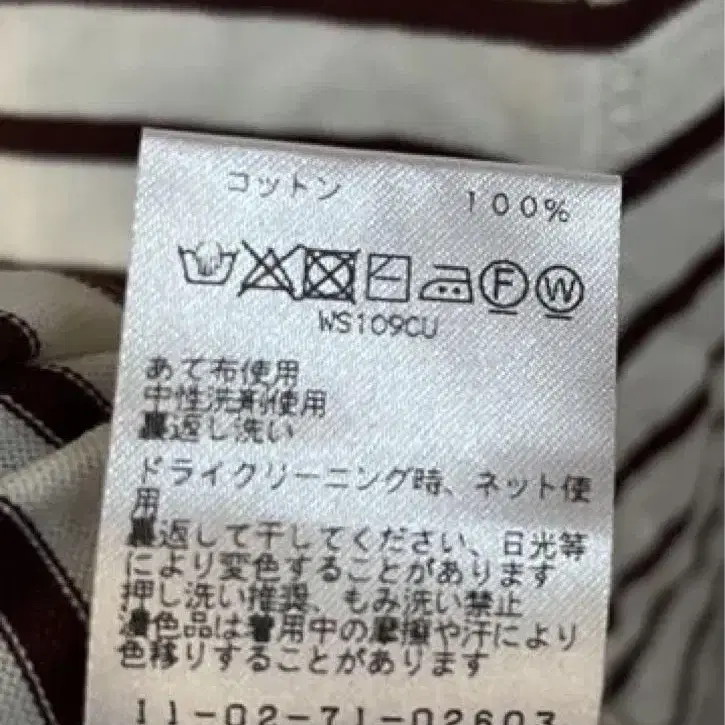 コットン 100%
F W
WS109CU
あて布使用
中性洗剤使用
裏返し洗い
ドライクリーニング時、ネット使
用
裏返して干してください、日光等
により変色することがあります
押し洗い推奨、もみ洗い禁止
濃色品は着用中の摩擦や汗により
色移りすることがあります
11-02-71-02603